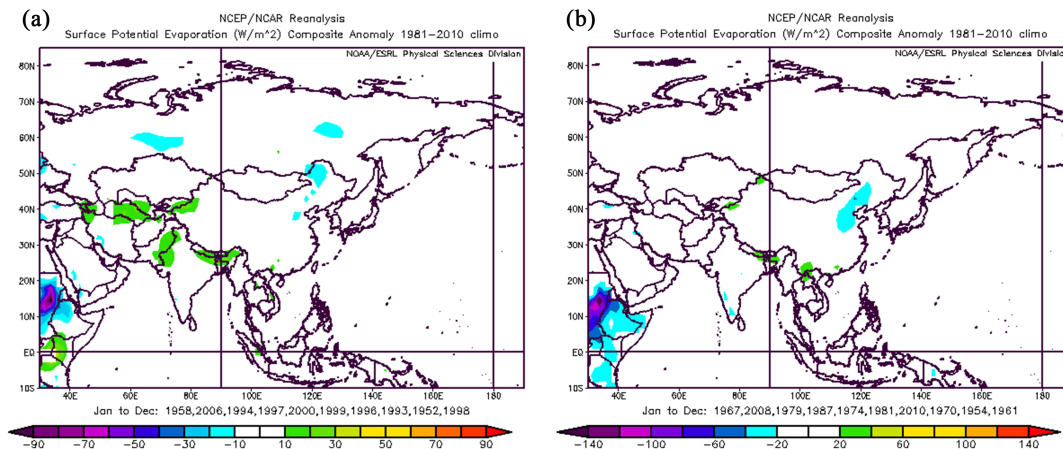 (a)
NCEP/NCAR Reanalysis
Surface Potential Evaporation (W/m^2) Composite Anomaly 1981-2010 climo
NOAA/ESRL Physical Sciences Division
80N
70N
60N
50N
40N
30N
20N
10N
EQ
10S
40E
60E
80E
100E
120E
140E
160E
180
Jan to Dec: 1958,2006,1994,1997,2000,1999,1996,1993,1952,1998
-90
-70
-50
-30
-10
10
30
50
70
90
(b)
NCEP/NCAR Reanalysis
Surface Potential Evaporation (W/m^2) Composite Anomaly 1981-2010 climo
NOAA/ESRL Physical Sciences Division
80N
70N
60N
50N
40N
30N
20N
10N
EQ
10S
40E
60E
80E
100E
120E
140E
160E
180
Jan to Dec: 1967,2008,1979,1987,1974,1981,2010,1970,1954,1961
-140
-100
-60
-20
20
60
100
140